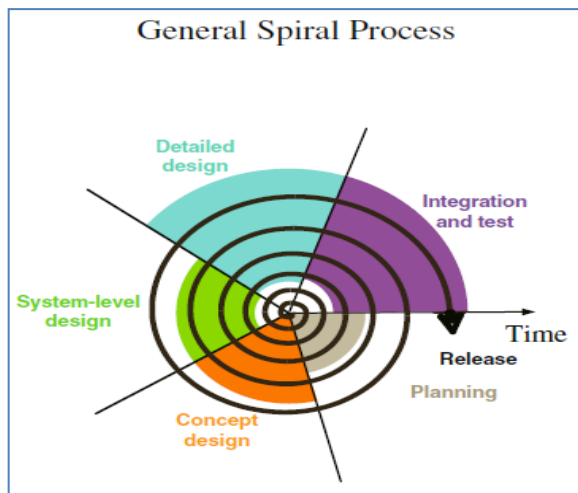 General Spiral Process
Detailed
design
Integration
and test
System-level
design
Time
Release
Planning
Concept
design